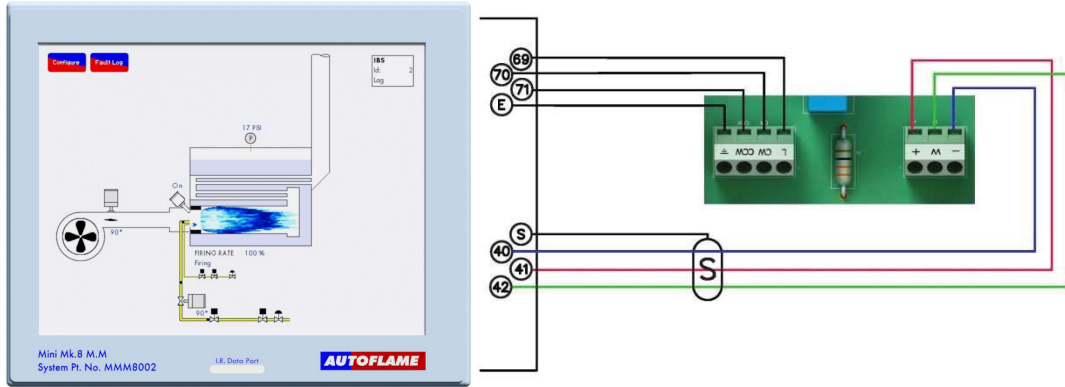 Configure
Fault Log
IBS
Id: 2
Lag
17 PSI
P
On
90°
FIRING RATE 100 %
Firing
90°
Mini Mk.8 M.M
System Pt. No. MMM8002
I.R. Data Port
AUTOFLAME
69
70
71
E
CCW CW L
+ W −
S
40
41
42
S